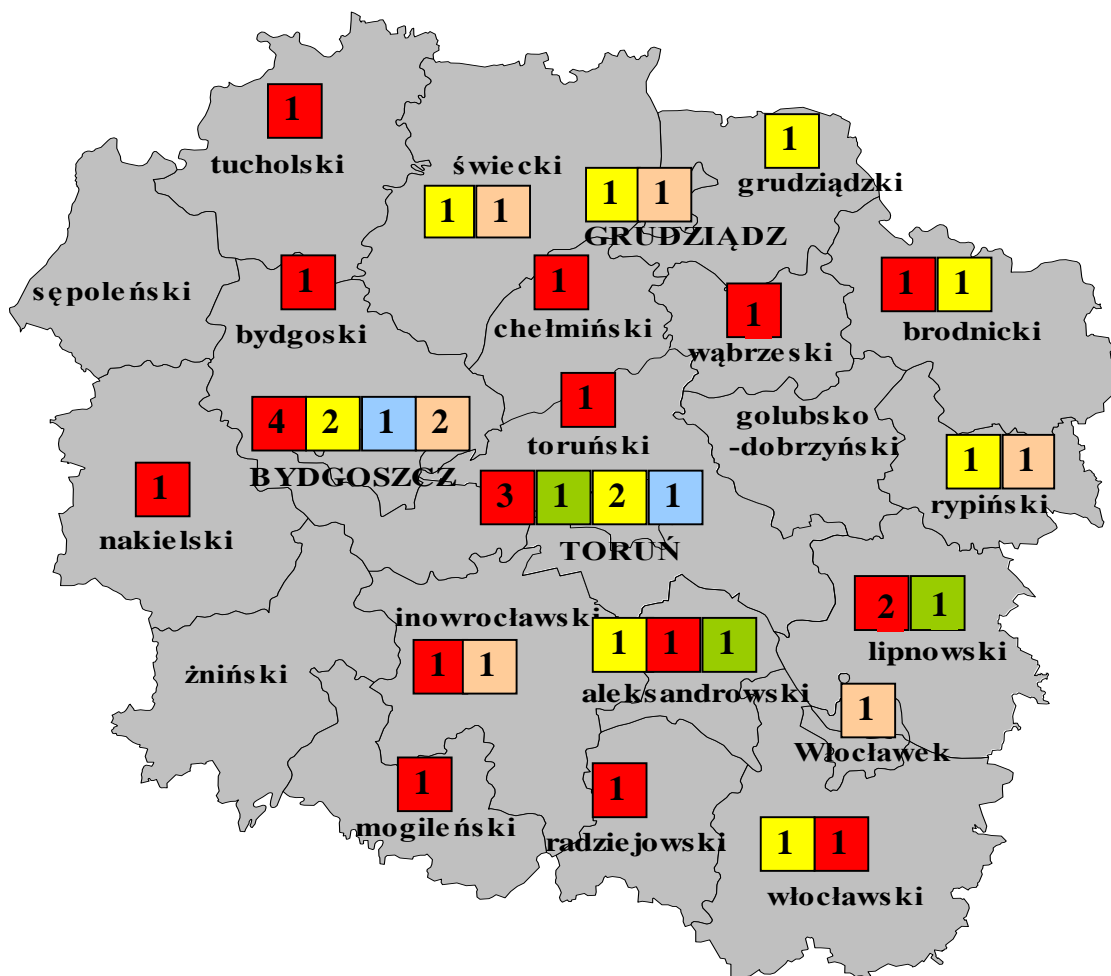 1
tucholski
1
grudziądzki
świecki
1 1
1 1
GRUDZIĄDZ
sępoleński
1
bydgoski
1
chełmiński
1
wąbrzeski
1 1
brodnicki
4 2 1 2
BYDGOSZCZ
1
toruński
golubsko
-dobrzyński
1 1
rypiński
1
nakielski
3 1 2 1
TORUŃ
inowrocławski
1 1
1 1 1
aleksandrowski
2 1
lipnowski
żniński
1
Włocławek
1
mogileński
1
radziejowski
1 1
włocławski